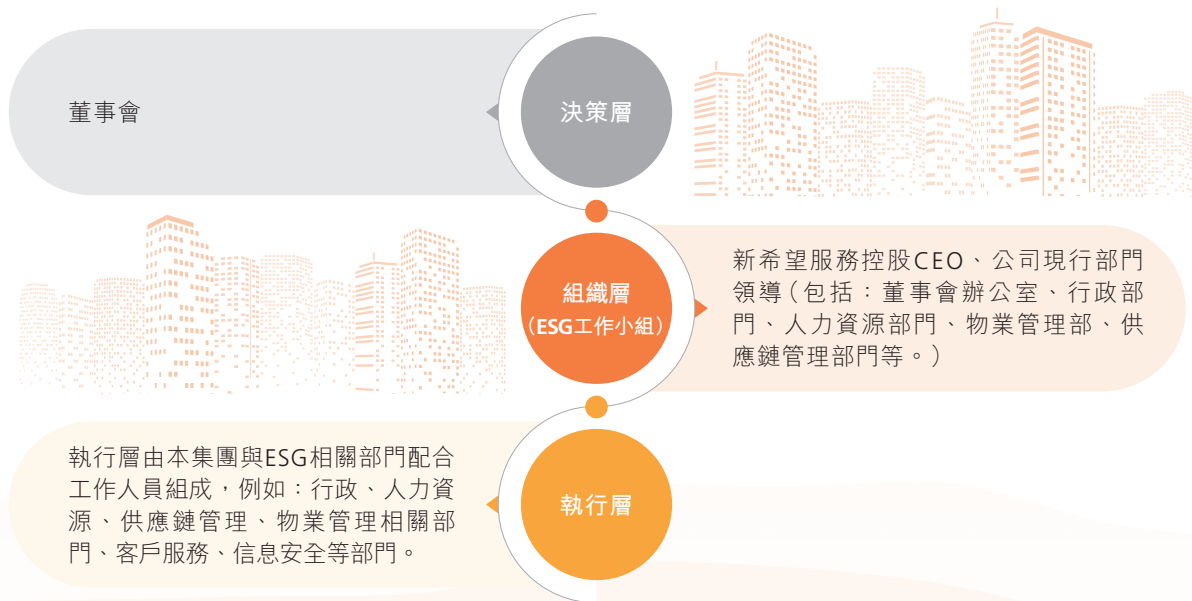 董事會
決策層
組織層
（ESG工作小組）
新希望服務控股CEO、公司現行部門
領導（包括：董事會辦公室、行政部
門、人力資源部門、物業管理部、供
應鏈管理部門等。）
執行層由本集團與ESG相關部門配合
工作人員組成，例如：行政、人力資
源、供應鏈管理、物業管理相關部
門、客戶服務、信息安全等部門。
執行層